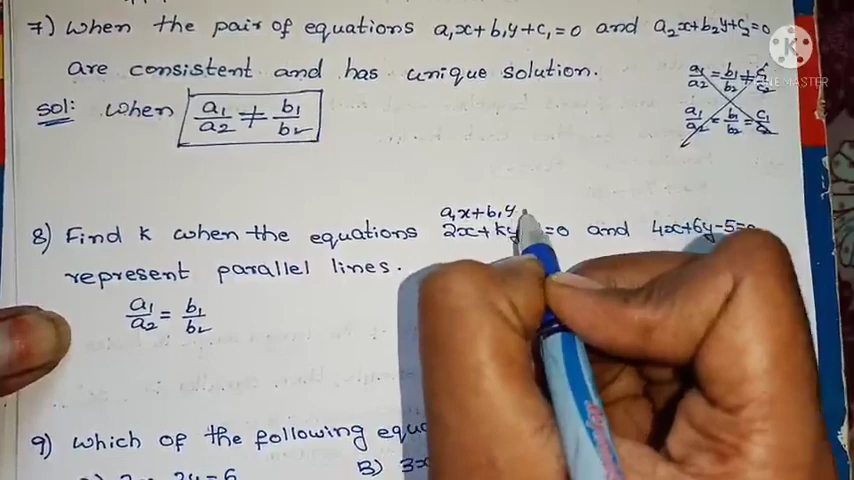 7) When the pair of equations a₁x+b₁y+c₁=0 and a₂x+b₂y+c₂=0
are consistent and has unique solution.
a₁/a₂ = b₁/b₂ ≠ c₁/c₂
a₁/a₂ = b₁/b₂ = c₁/c₂
Sol: when a₁/a₂ ≠ b₁/b₂
K
KINEMASTER
a₁x+b₁y
8) Find k when the equations 2x+ky =0 and 4x+6y-5=0
represent parallel lines.
a₁/a₂ = b₁/b₂
9) which of the following
B)